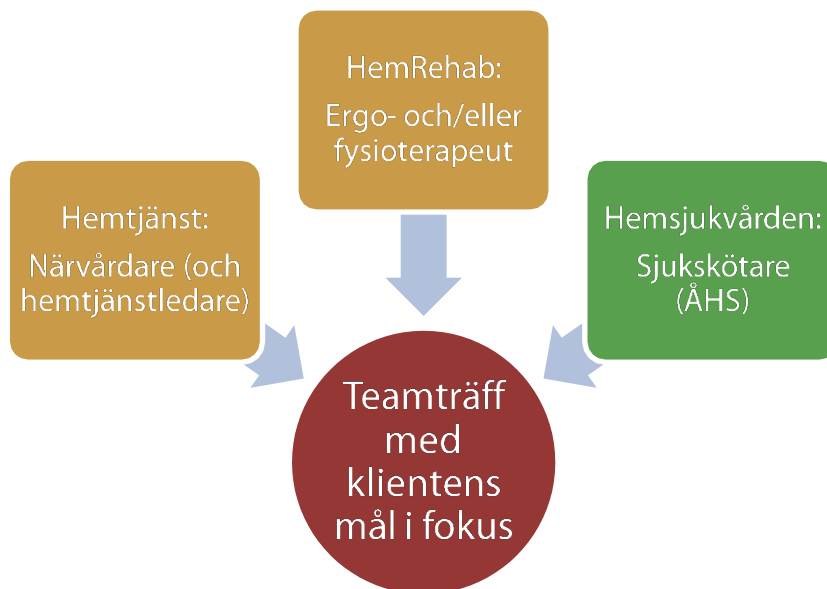 HemRehab:
Ergo- och/eller
fysioterapeut
Hemtjänst:
Närvårdare (och
hemtjänstledare)
Hemsjukvården:
Sjukskötare
(ÅHS)
Teamträff
med
klientens
mål i fokus